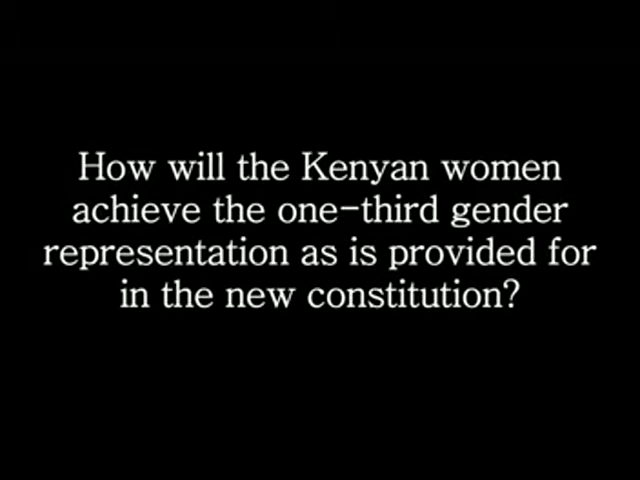 How will the Kenyan women
achieve the one-third gender
representation as is provided for
in the new constitution?